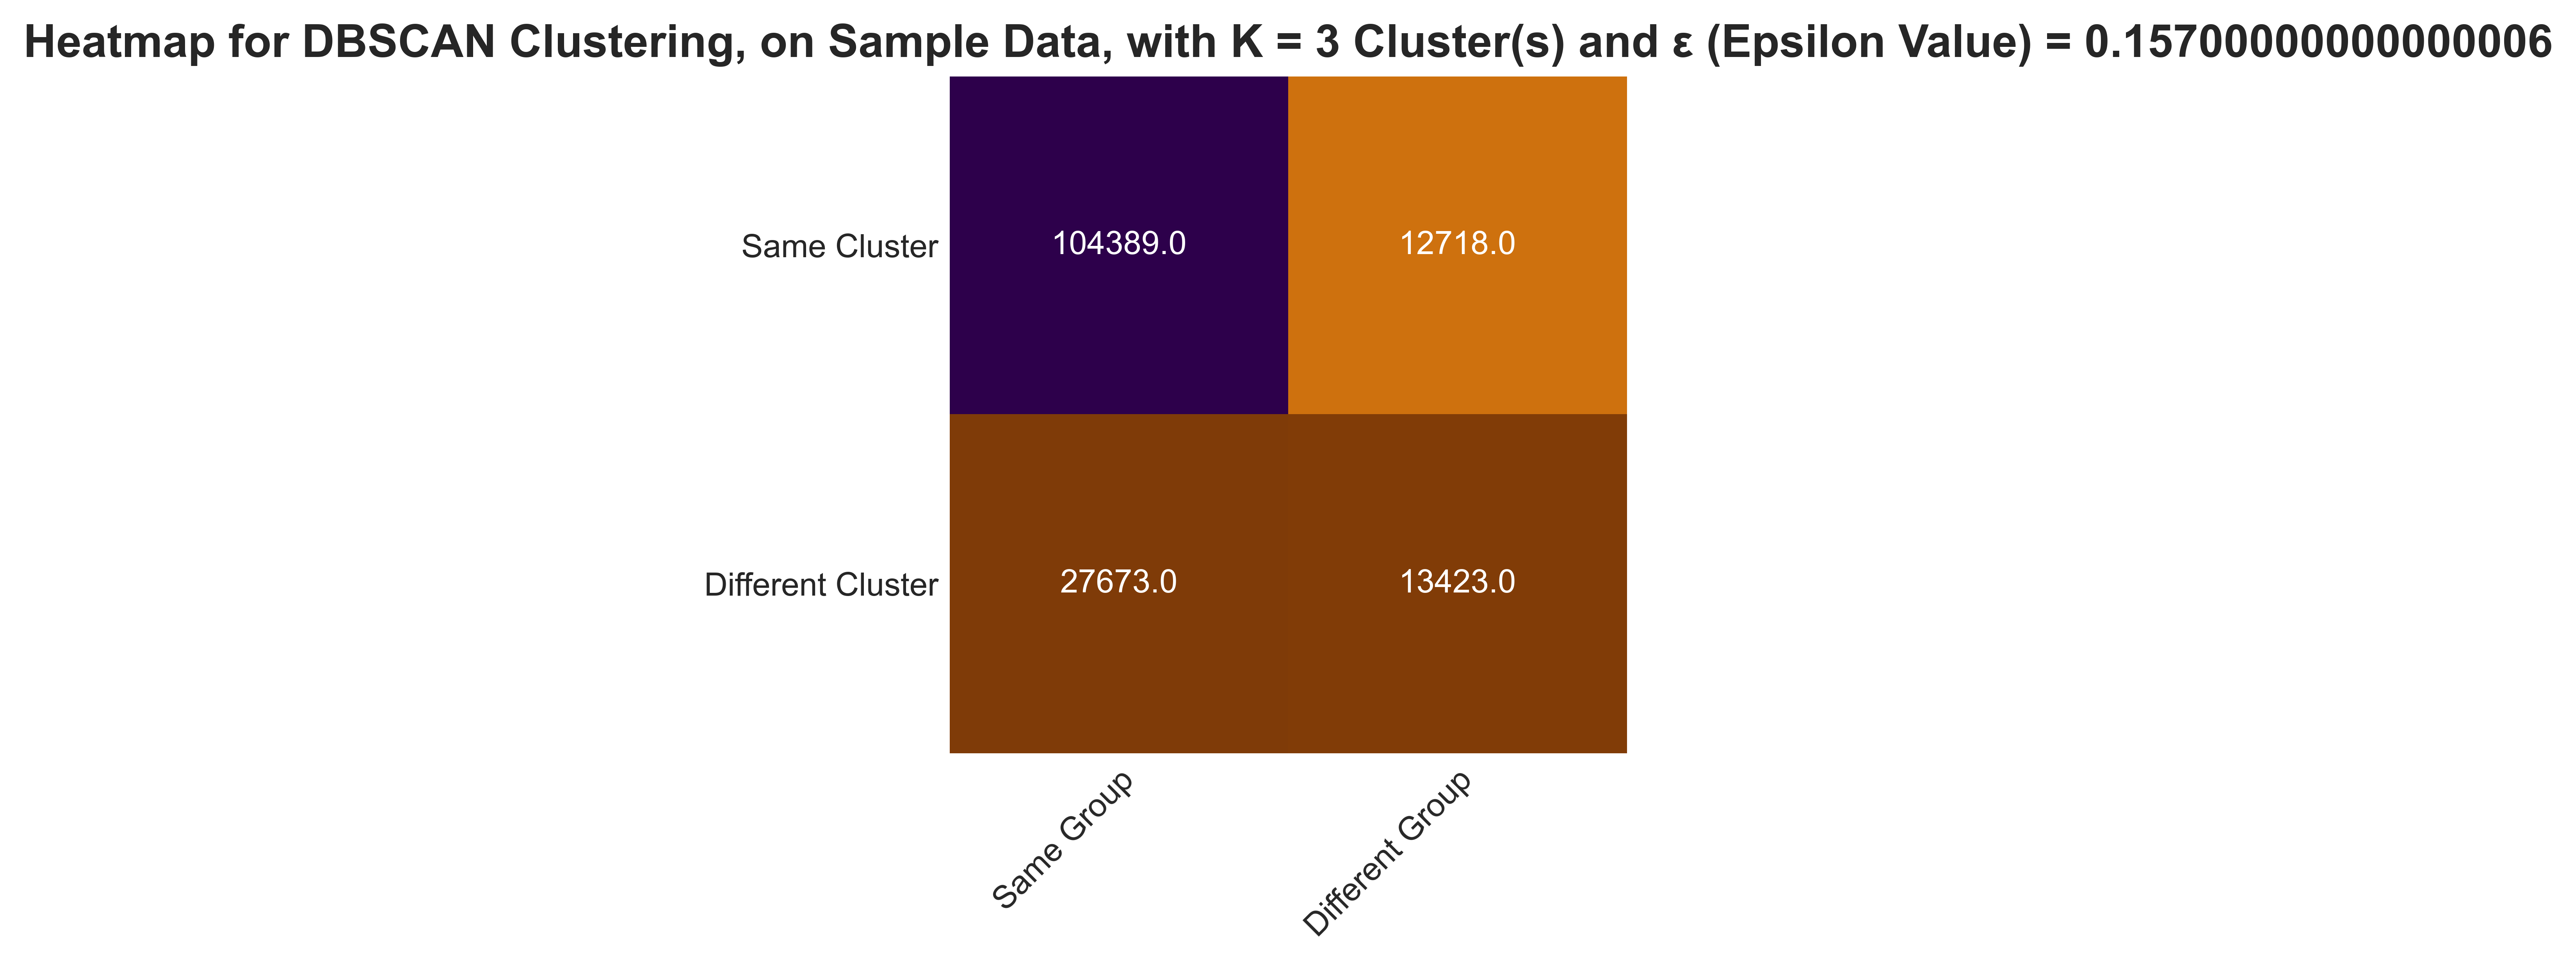 Heatmap for DBSCAN Clustering, on Sample Data, with K = 3 Cluster(s) and ε (Epsilon Value) = 0.15700000000000006
Same Cluster
104389.0
12718.0
Different Cluster
27673.0
13423.0
Same Group
Different Group